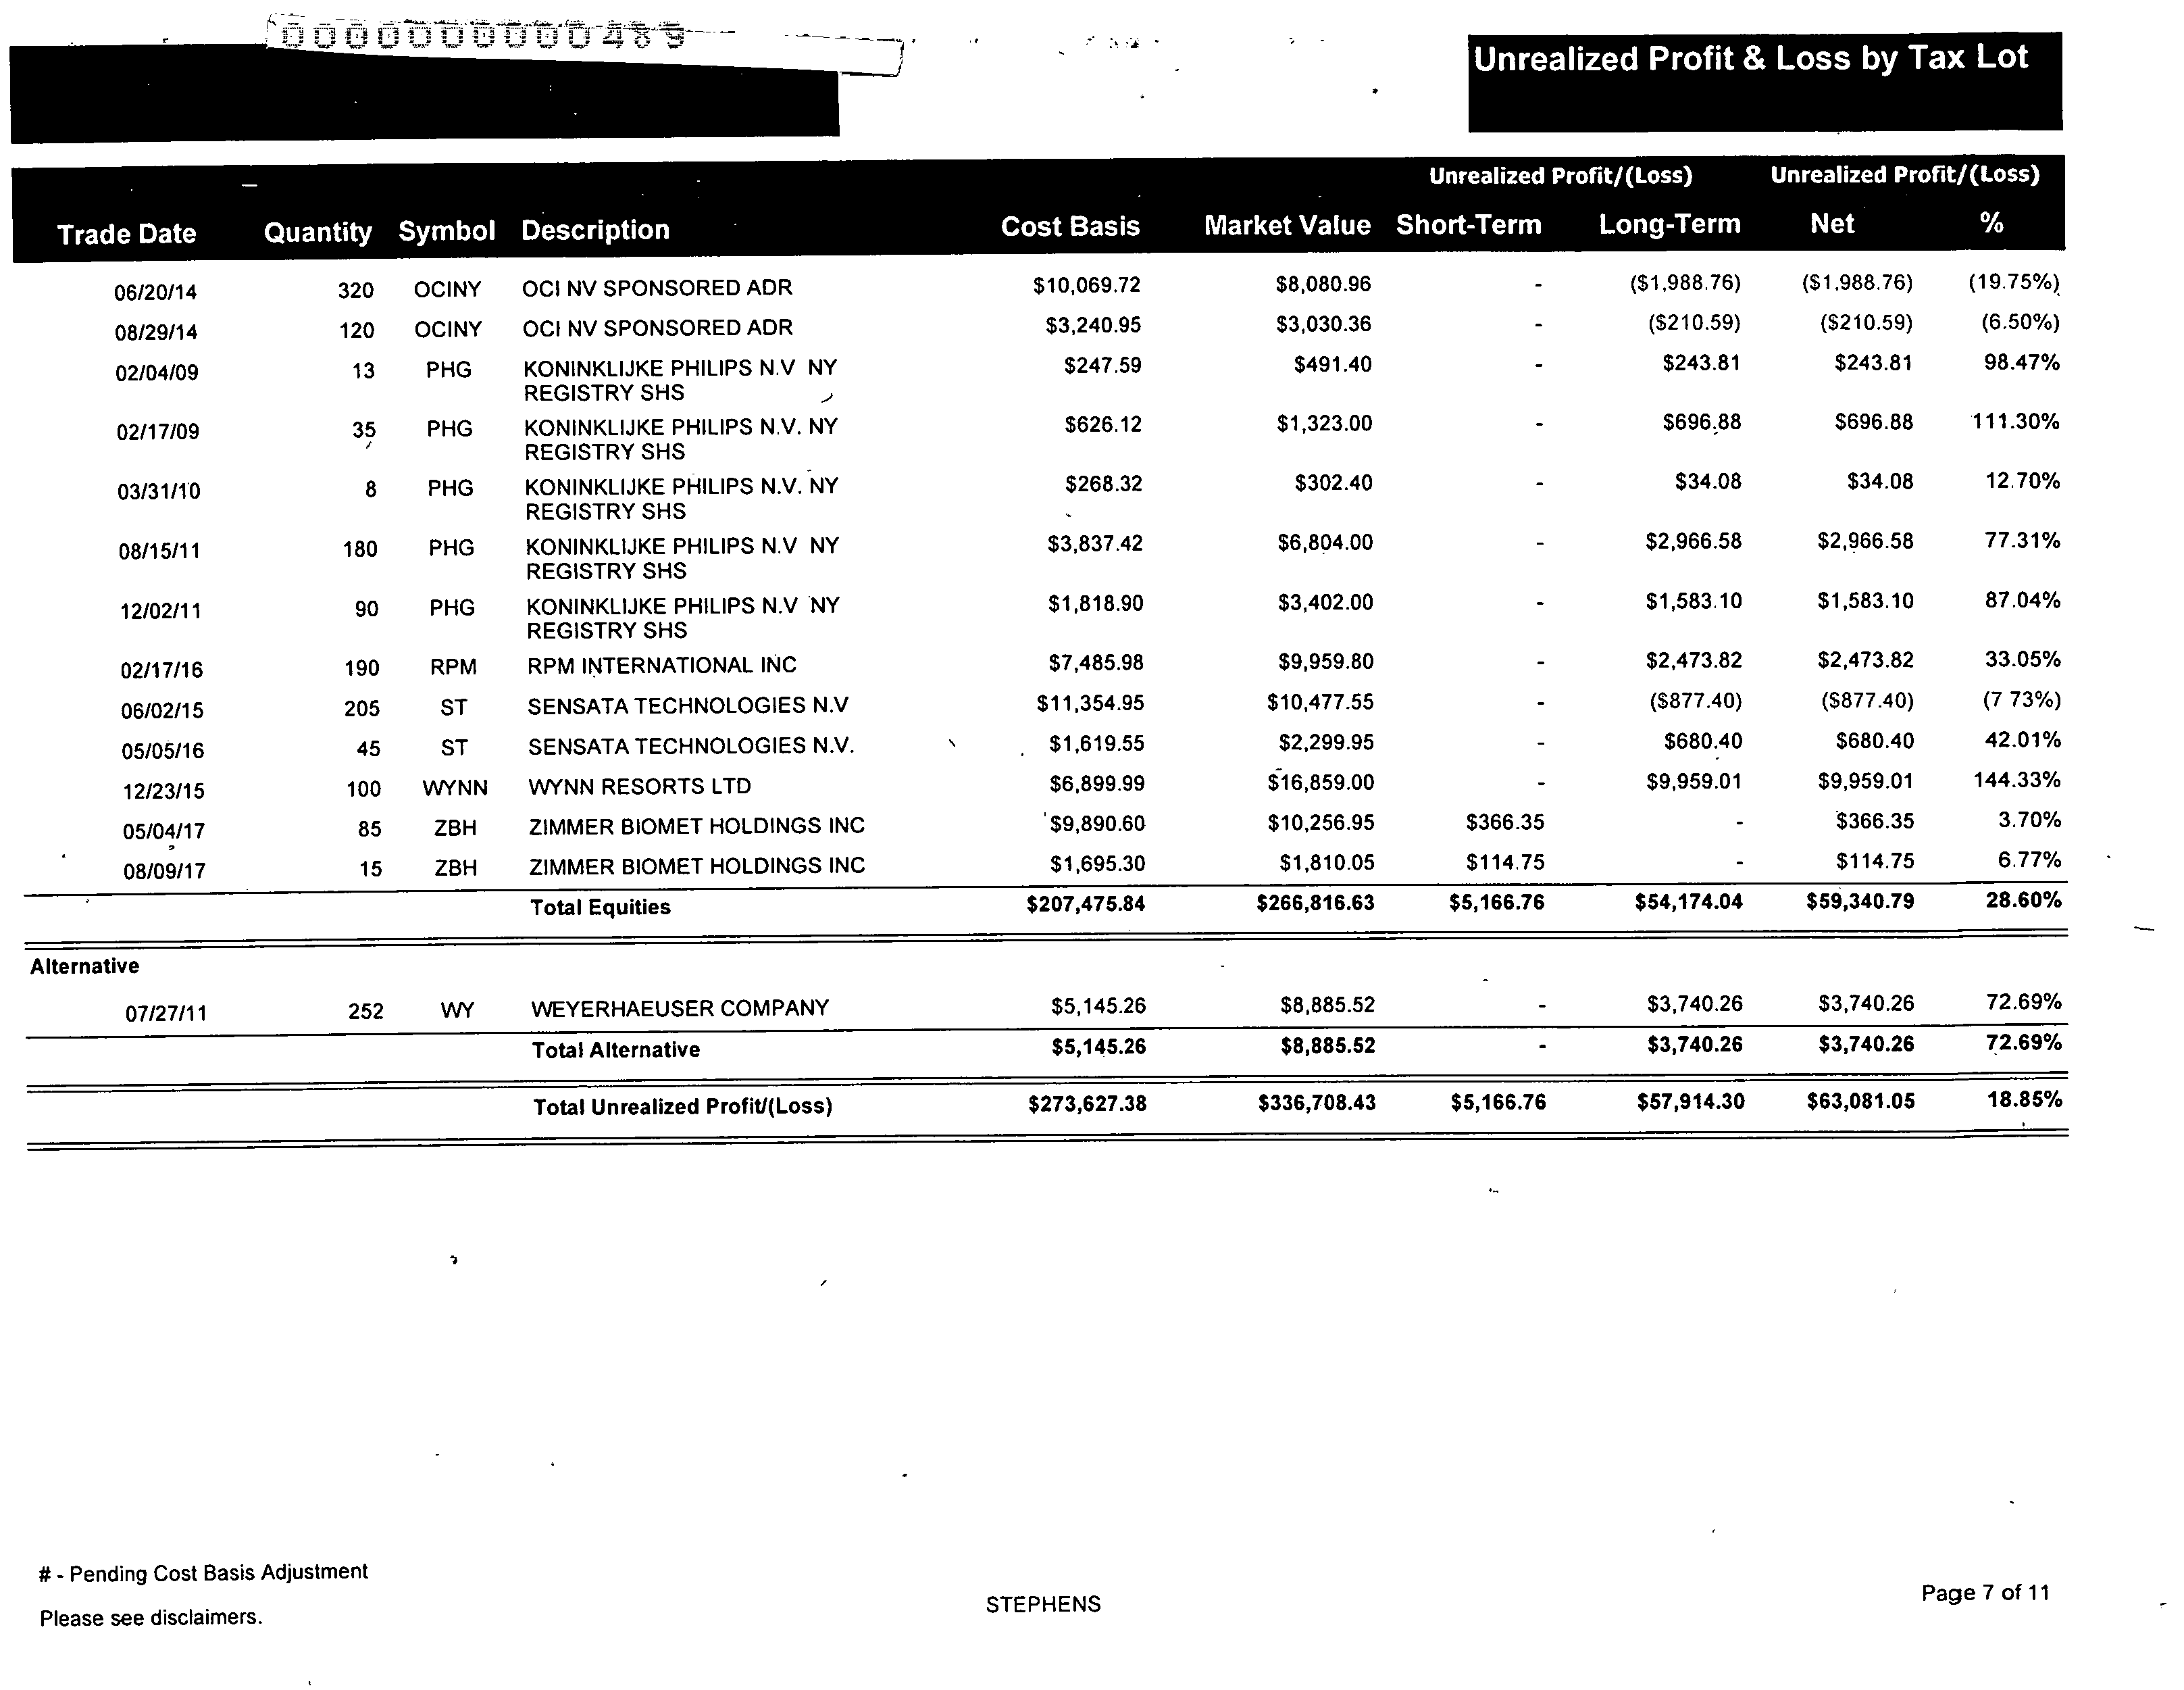 0000000000489
Unrealized Profit & Loss by Tax Lot
Unrealized Profit/(Loss) Unrealized Profit/(Loss)
Trade Date Quantity Symbol Description Cost Basis Market Value Short-Term Long-Term Net %
06/20/14 320 OCINY OCI NV SPONSORED ADR $10,069.72 $8,080.96 - ($1,988.76) ($1,988.76) (19.75%)
08/29/14 120 OCINY OCI NV SPONSORED ADR $3,240.95 $3,030.36 - ($210.59) ($210.59) (6.50%)
02/04/09 13 PHG KONINKLIJKE PHILIPS N.V NY $247.59 $491.40 - $243.81 $243.81 98.47%
REGISTRY SHS
02/17/09 35 PHG KONINKLIJKE PHILIPS N.V. NY $626.12 $1,323.00 - $696.88 $696.88 111.30%
REGISTRY SHS
03/31/10 8 PHG KONINKLIJKE PHILIPS N.V. NY $268.32 $302.40 - $34.08 $34.08 12.70%
REGISTRY SHS
08/15/11 180 PHG KONINKLIJKE PHILIPS N.V NY $3,837.42 $6,804.00 - $2,966.58 $2,966.58 77.31%
REGISTRY SHS
12/02/11 90 PHG KONINKLIJKE PHILIPS N.V NY $1,818.90 $3,402.00 - $1,583.10 $1,583.10 87.04%
REGISTRY SHS
02/17/16 190 RPM RPM INTERNATIONAL INC $7,485.98 $9,959.80 - $2,473.82 $2,473.82 33.05%
06/02/15 205 ST SENSATA TECHNOLOGIES N.V $11,354.95 $10,477.55 - ($877.40) ($877.40) (7 73%)
05/05/16 45 ST SENSATA TECHNOLOGIES N.V. $1,619.55 $2,299.95 - $680.40 $680.40 42.01%
12/23/15 100 WYNN WYNN RESORTS LTD $6,899.99 $16,859.00 - $9,959.01 $9,959.01 144.33%
05/04/17 85 ZBH ZIMMER BIOMET HOLDINGS INC $9,890.60 $10,256.95 $366.35 - $366.35 3.70%
08/09/17 15 ZBH ZIMMER BIOMET HOLDINGS INC $1,695.30 $1,810.05 $114.75 - $114.75 6.77%
Total Equities $207,475.84 $266,816.63 $5,166.76 $54,174.04 $59,340.79 28.60%
Alternative
07/27/11 252 WY WEYERHAEUSER COMPANY $5,145.26 $8,885.52 - $3,740.26 $3,740.26 72.69%
Total Alternative $5,145.26 $8,885.52 - $3,740.26 $3,740.26 72.69%
Total Unrealized Profit/(Loss) $273,627.38 $336,708.43 $5,166.76 $57,914.30 $63,081.05 18.85%
# - Pending Cost Basis Adjustment
Please see disclaimers.
STEPHENS
Page 7 of 11